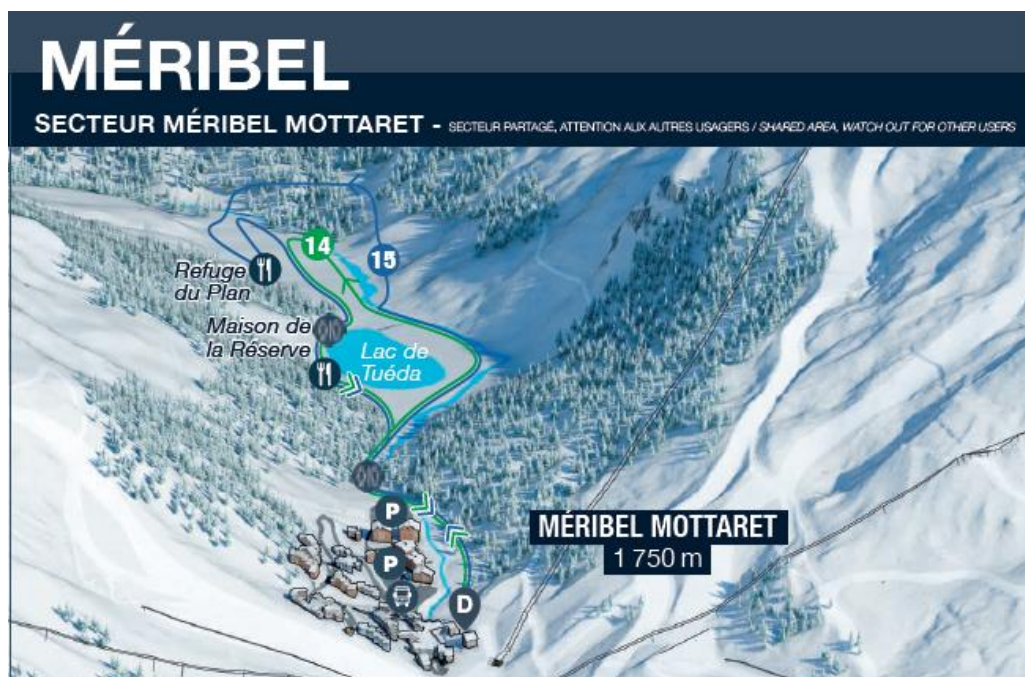 MÉRIBEL
SECTEUR MÉRIBEL MOTTARET - SECTEUR PARTAGÉ, ATTENTION AUX AUTRES USAGERS / SHARED AREA, WATCH OUT FOR OTHER USERS
14
15
Refuge
du Plan
Maison de
la Réserve
Lac de
Tuéda
P
MÉRIBEL MOTTARET
1 750 m
P
D